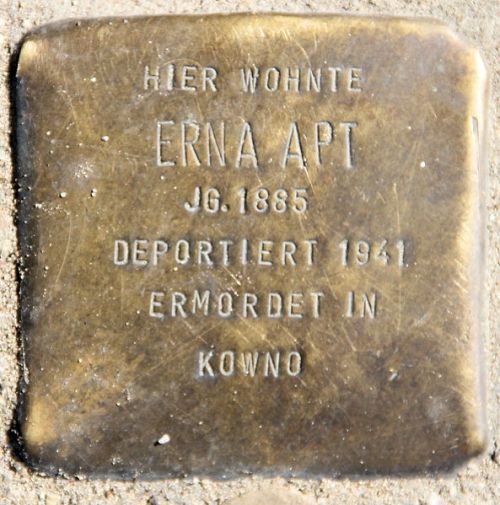 HIER WOHNTE
ERNA APT
JG. 1885
DEPORTIERT 1941
ERMORDET IN
KOWNO